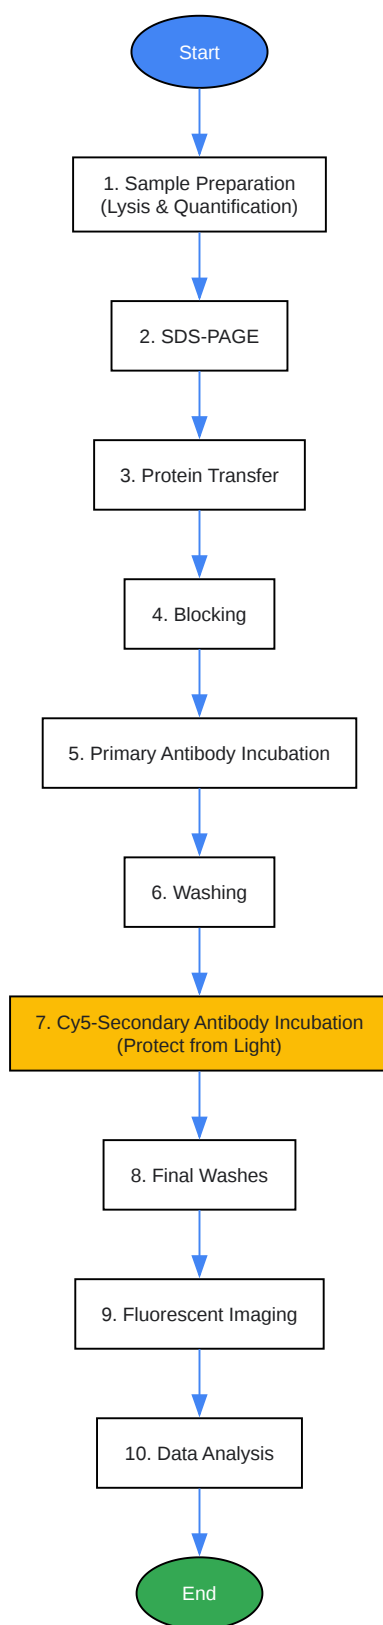 Start
1. Sample Preparation
(Lysis & Quantification)
2. SDS-PAGE
3. Protein Transfer
4. Blocking
5. Primary Antibody Incubation
6. Washing
7. Cy5-Secondary Antibody Incubation
(Protect from Light)
8. Final Washes
9. Fluorescent Imaging
10. Data Analysis
End